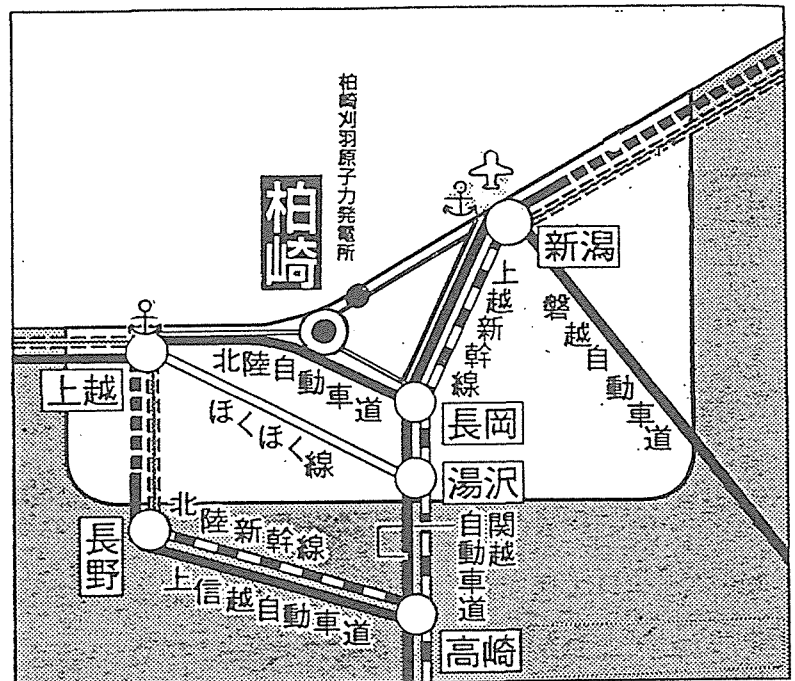 柏崎刈羽原子力発電所
柏崎
新潟
上越新幹線
磐越自動車道
上越
北陸自動車道
ほくほく線
長岡
湯沢
長野
北陸新幹線
上信越自動車道
関越
自動車道
高崎